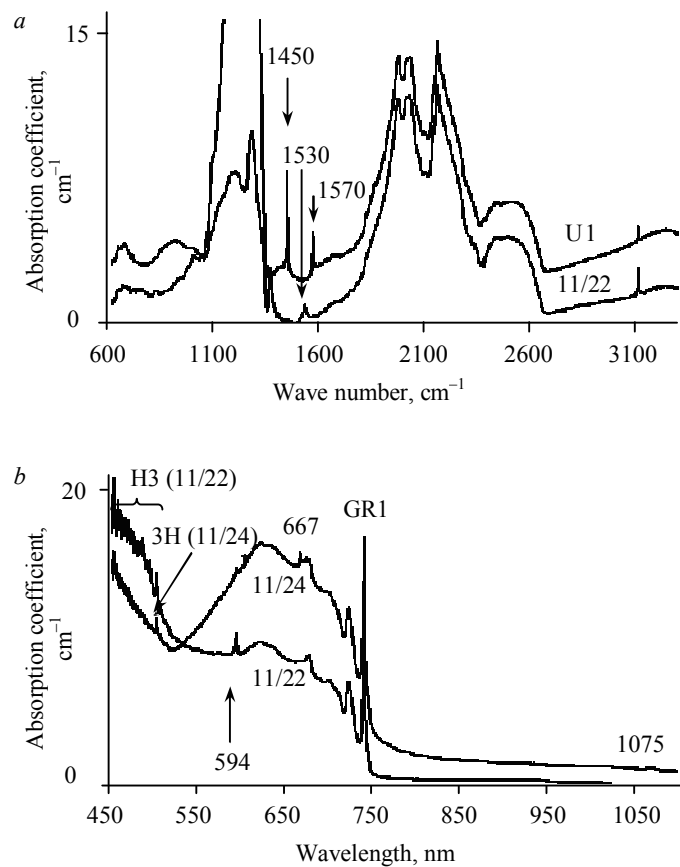 a
15
Absorption coefficient,
cm–1
1450
1530
1570
U1
11/22
0
600 1100 1600 2100 2600 3100
Wave number, cm–1
b
20
H3 (11/22)
3H (11/24)
667
GR1
Absorption coefficient,
cm–1
11/24
11/22
594
1075
0
450 550 650 750 850 950 1050
Wavelength, nm